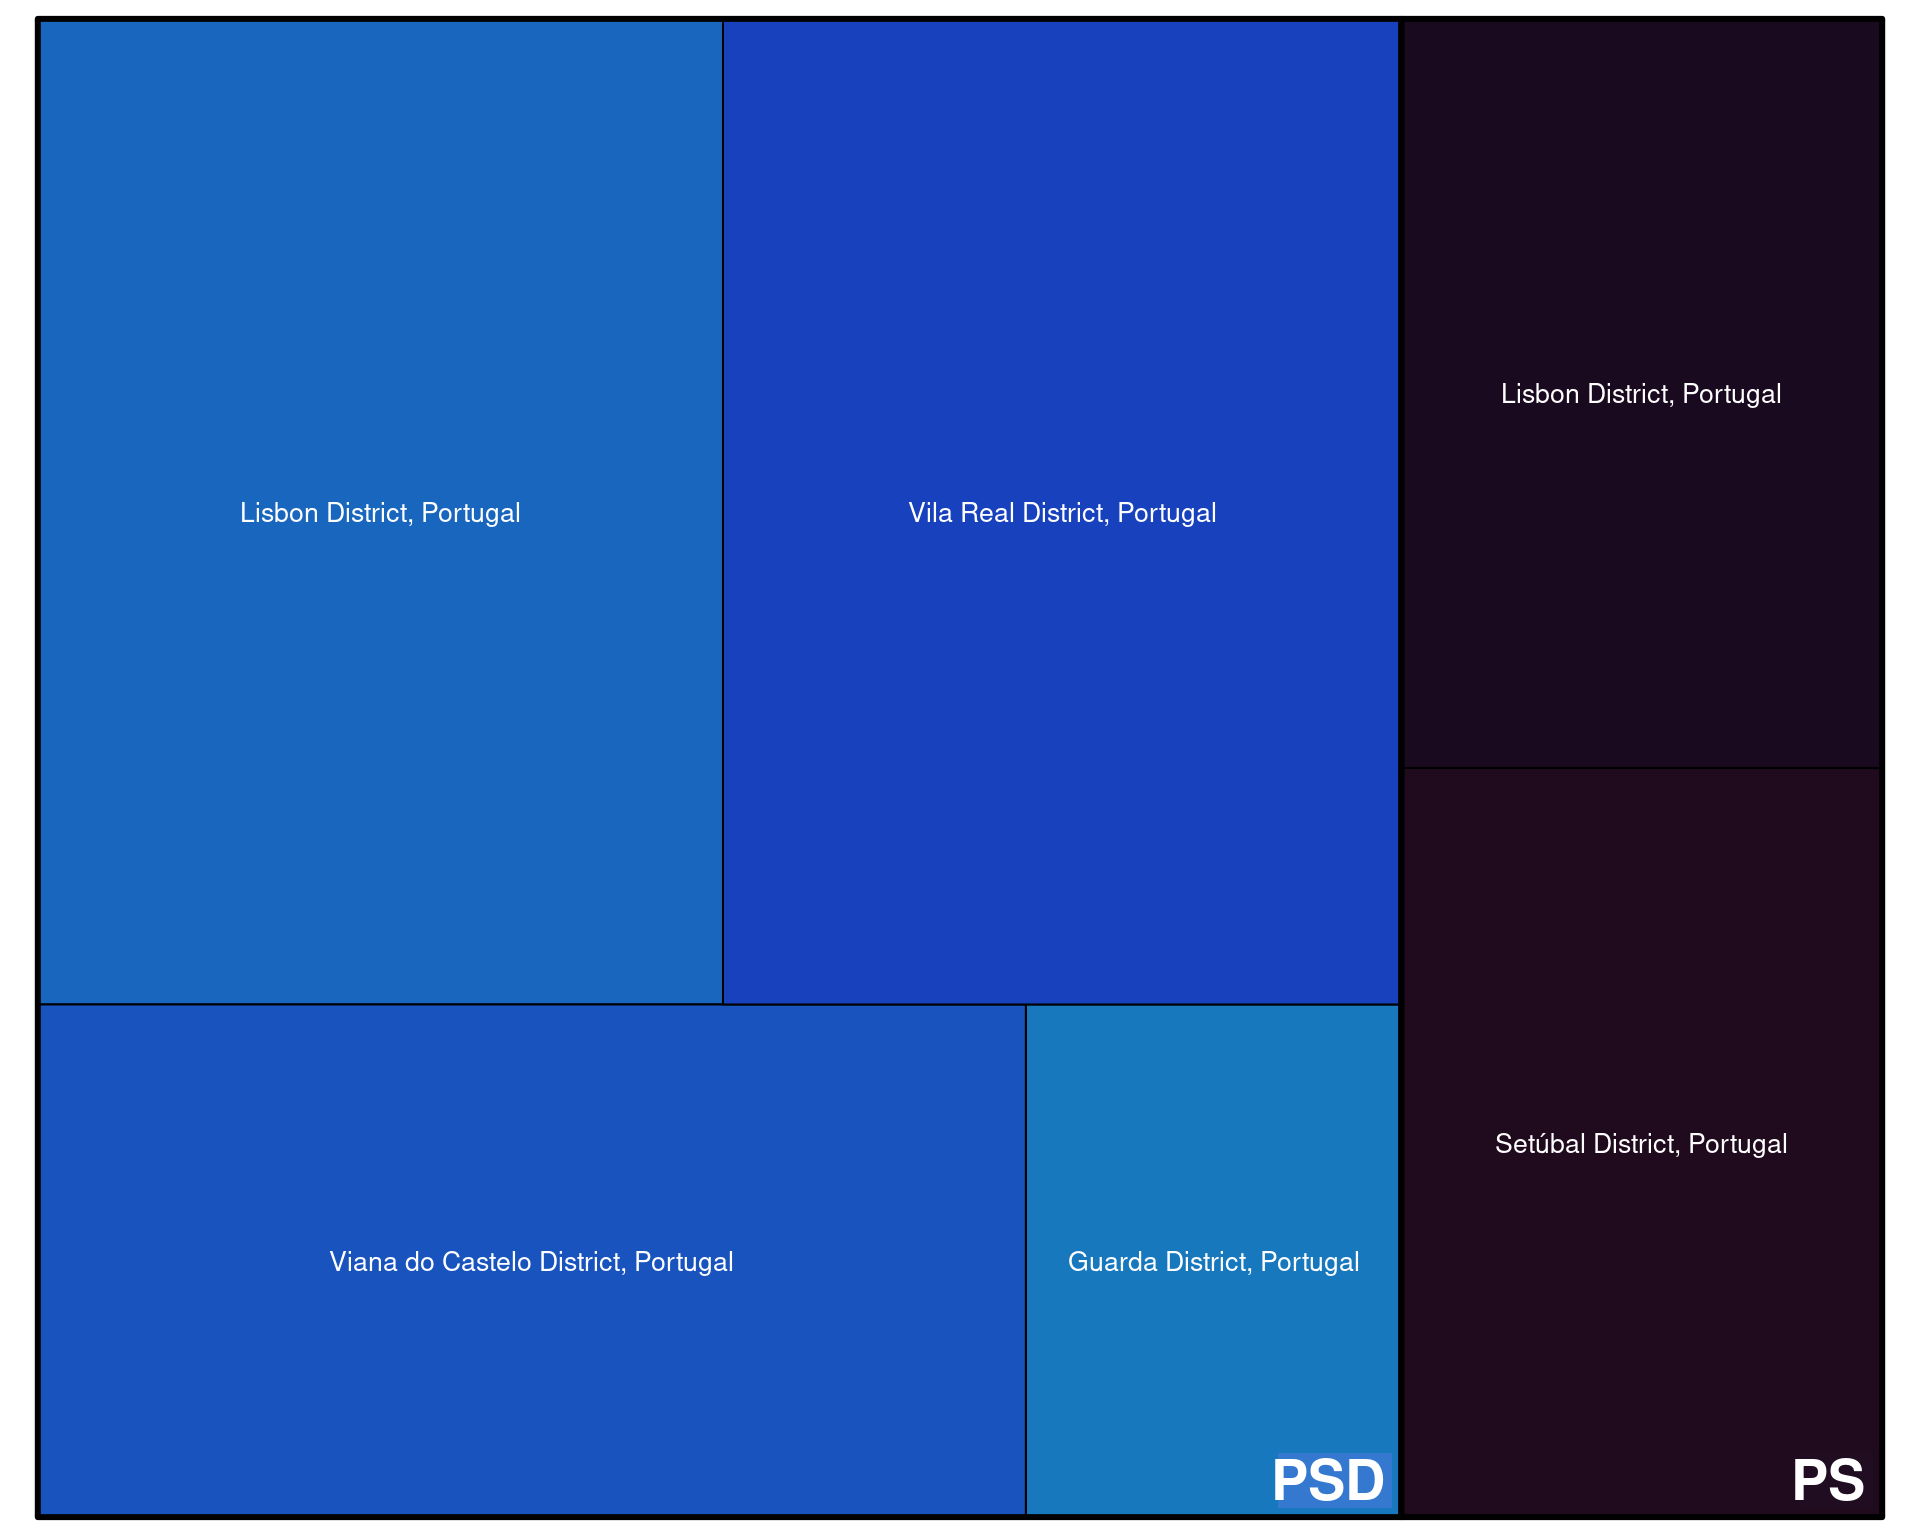 Lisbon District, Portugal
Vila Real District, Portugal
Lisbon District, Portugal
Viana do Castelo District, Portugal
Guarda District, Portugal
Setúbal District, Portugal
PSD
PS